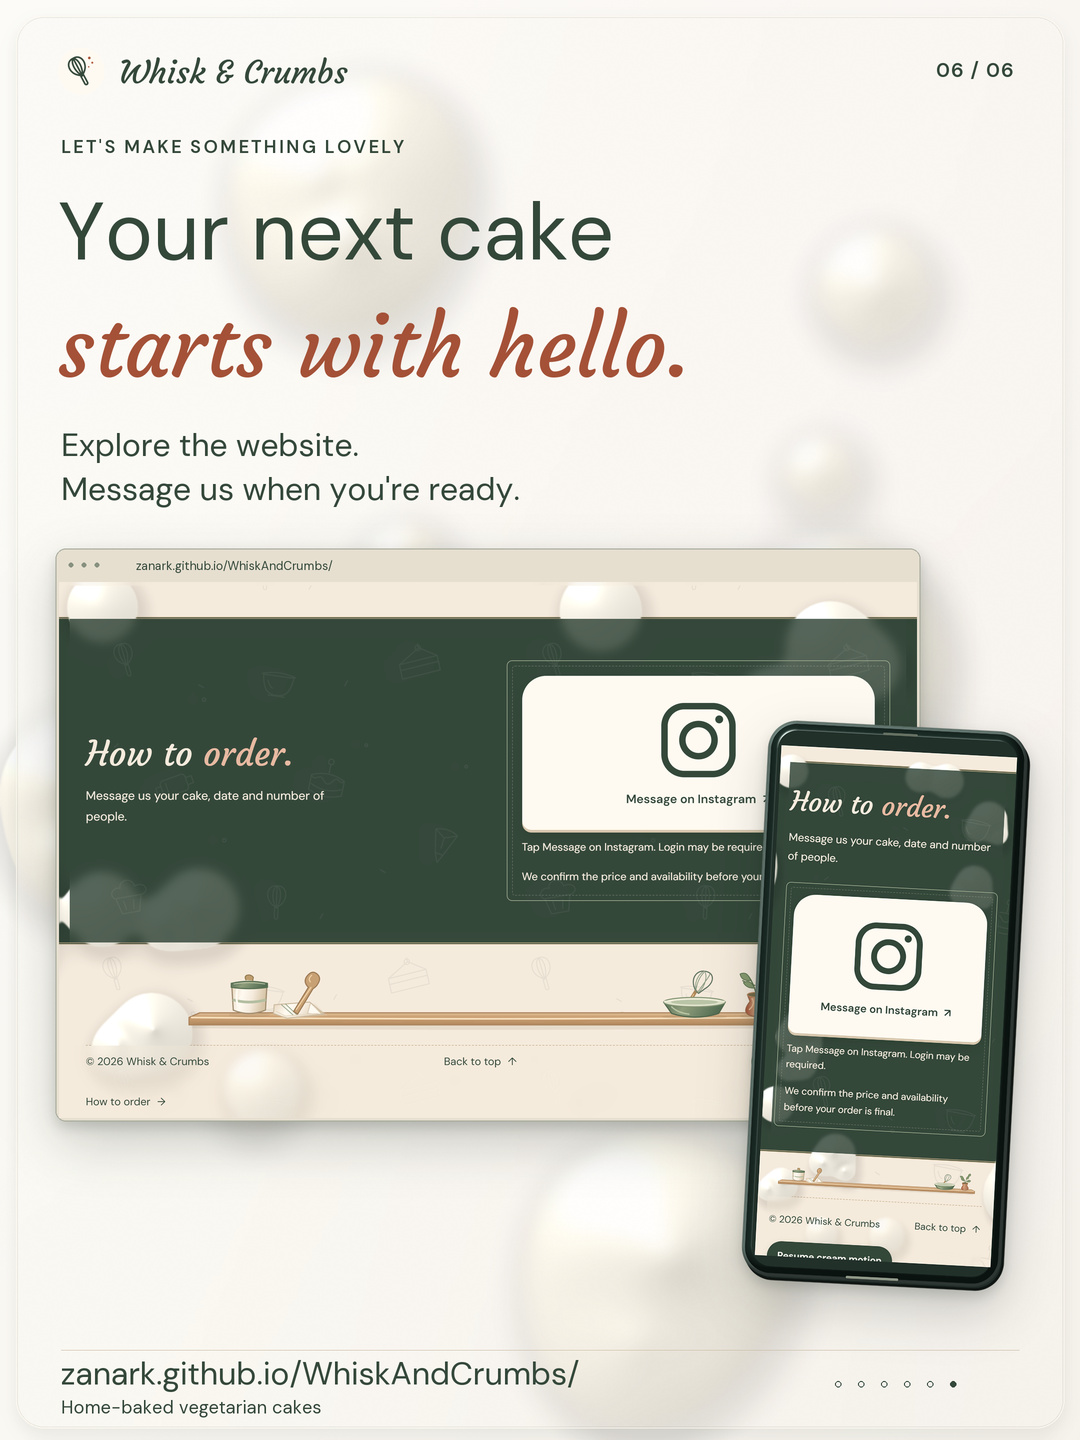 Whisk & Crumbs
06 / 06
LET'S MAKE SOMETHING LOVELY
Your next cake
starts with hello.
Explore the website.
Message us when you're ready.
zanark.github.io/WhiskAndCrumbs/
How to order.
Message us your cake, date and number of
people.
Message on Instagram
Tap Message on Instagram. Login may be require
We confirm the price and availability before your
© 2026 Whisk & Crumbs
Back to top ↑
How to order →
How to order.
Message us your cake, date and number
of people.
Message on Instagram ↗
Tap Message on Instagram. Login may be
required.
We confirm the price and availability
before your order is final.
© 2026 Whisk & Crumbs
Back to top ↑
Resume cream motion
zanark.github.io/WhiskAndCrumbs/
Home-baked vegetarian cakes